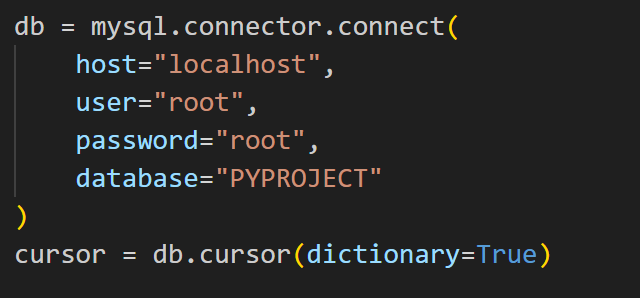 db = mysql.connector.connect(
    host="localhost",
    user="root",
    password="root",
    database="PYPROJECT"
)
cursor = db.cursor(dictionary=True)